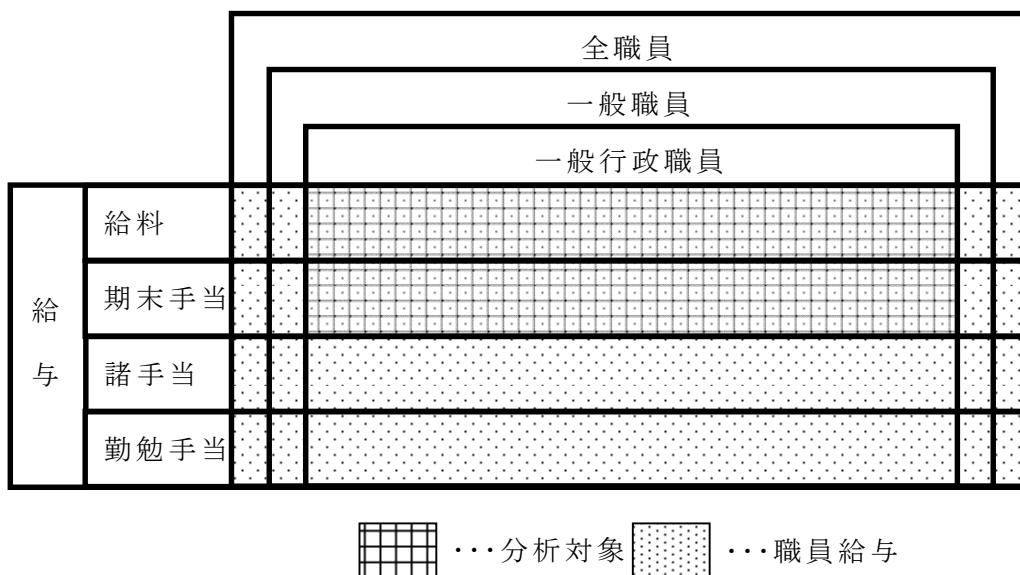 全職員
一般職員
一般行政職員
給与
給料
期末手当
諸手当
勤勉手当
･･･分析対象
･･･職員給与